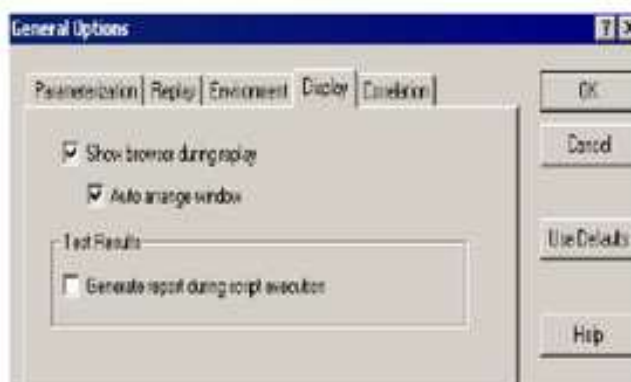 General Options
Parameterization Replay Environment Display Correlation
Show browser during replay
Auto arrange window
Test Results
Generate report during script execution
OK
Cancel
Use Defaults
Help